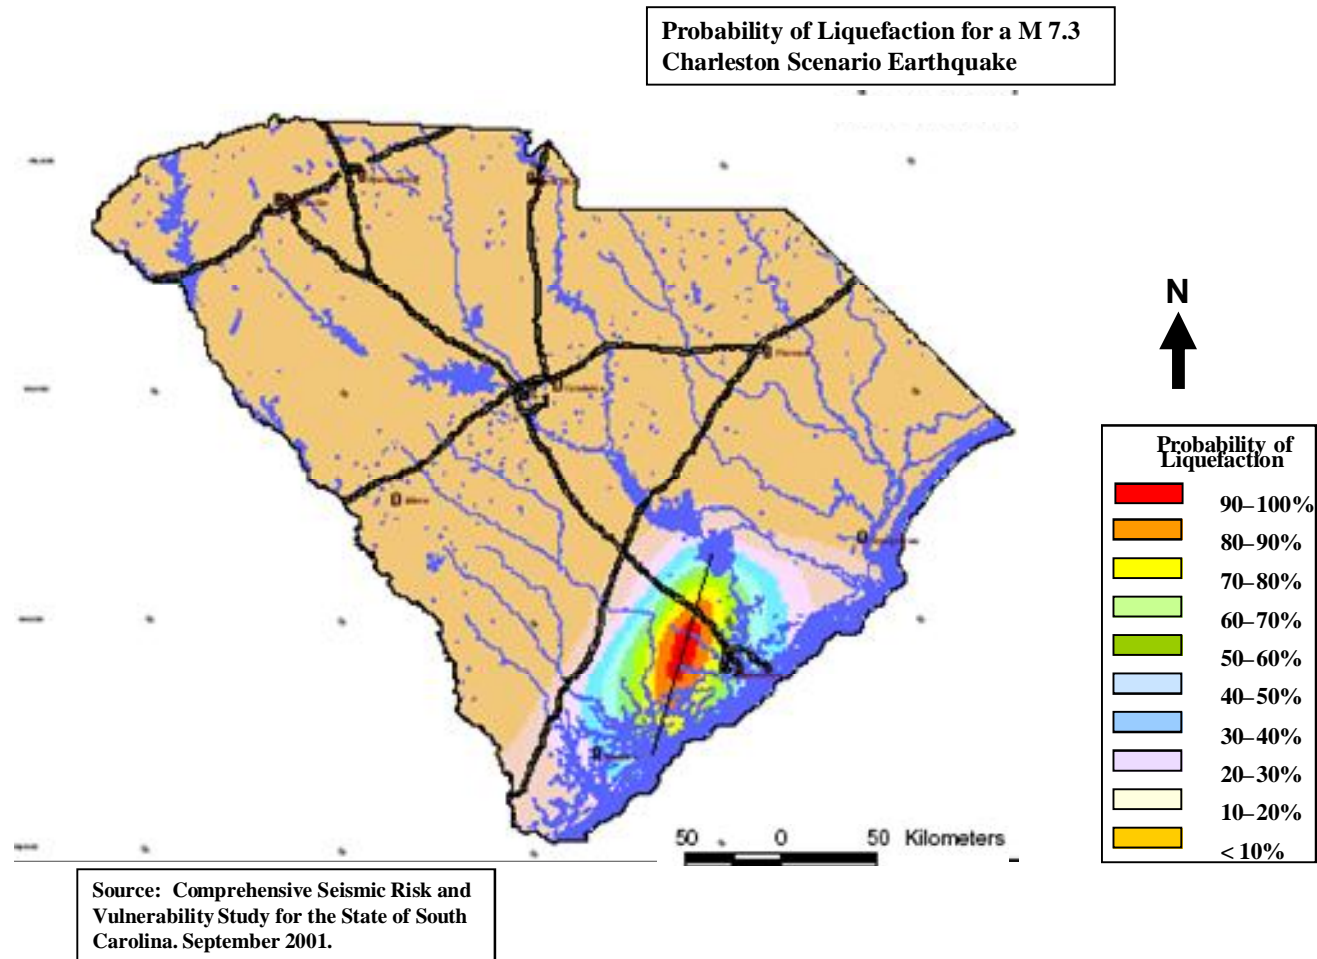 Probability of Liquefaction for a M 7.3
Charleston Scenario Earthquake
N
Probability of
Liquefaction
90–100%
80–90%
70–80%
60–70%
50–60%
40–50%
30–40%
20–30%
10–20%
< 10%
50 0 50 Kilometers
Source: Comprehensive Seismic Risk and
Vulnerability Study for the State of South
Carolina. September 2001.